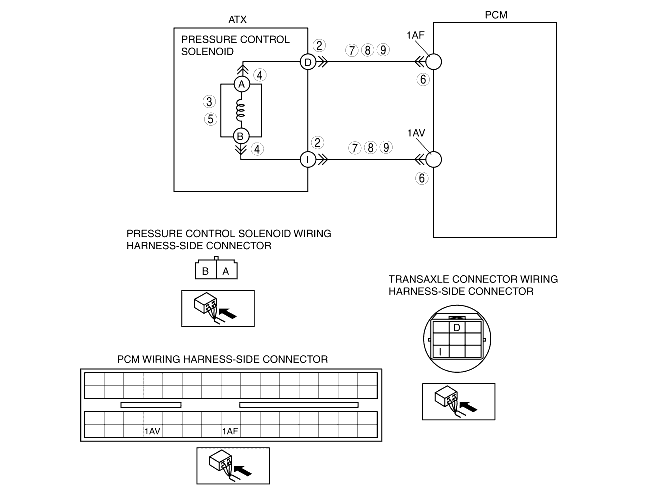 ATX
PCM
PRESSURE CONTROL
SOLENOID
1AF
2
7 8 9
D
4
A
6
3
5
1AV
B
2
7 8 9
4
I
6
PRESSURE CONTROL SOLENOID WIRING
HARNESS-SIDE CONNECTOR
B A
TRANSAXLE CONNECTOR WIRING
HARNESS-SIDE CONNECTOR
D
I
PCM WIRING HARNESS-SIDE CONNECTOR
1AV 1AF